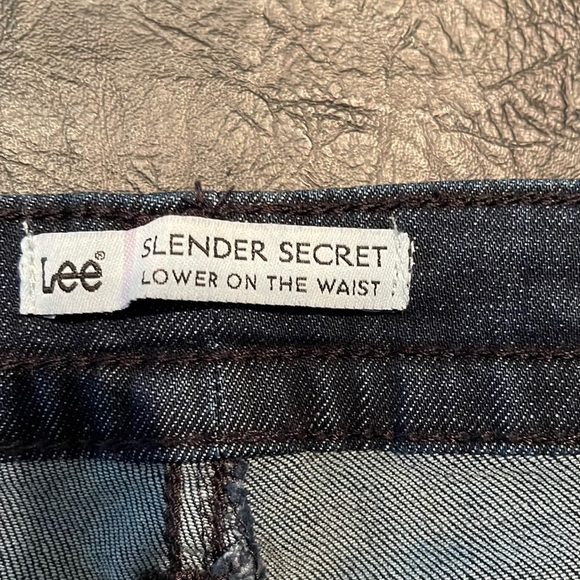 Lee®
SLENDER SECRET
LOWER ON THE WAIST